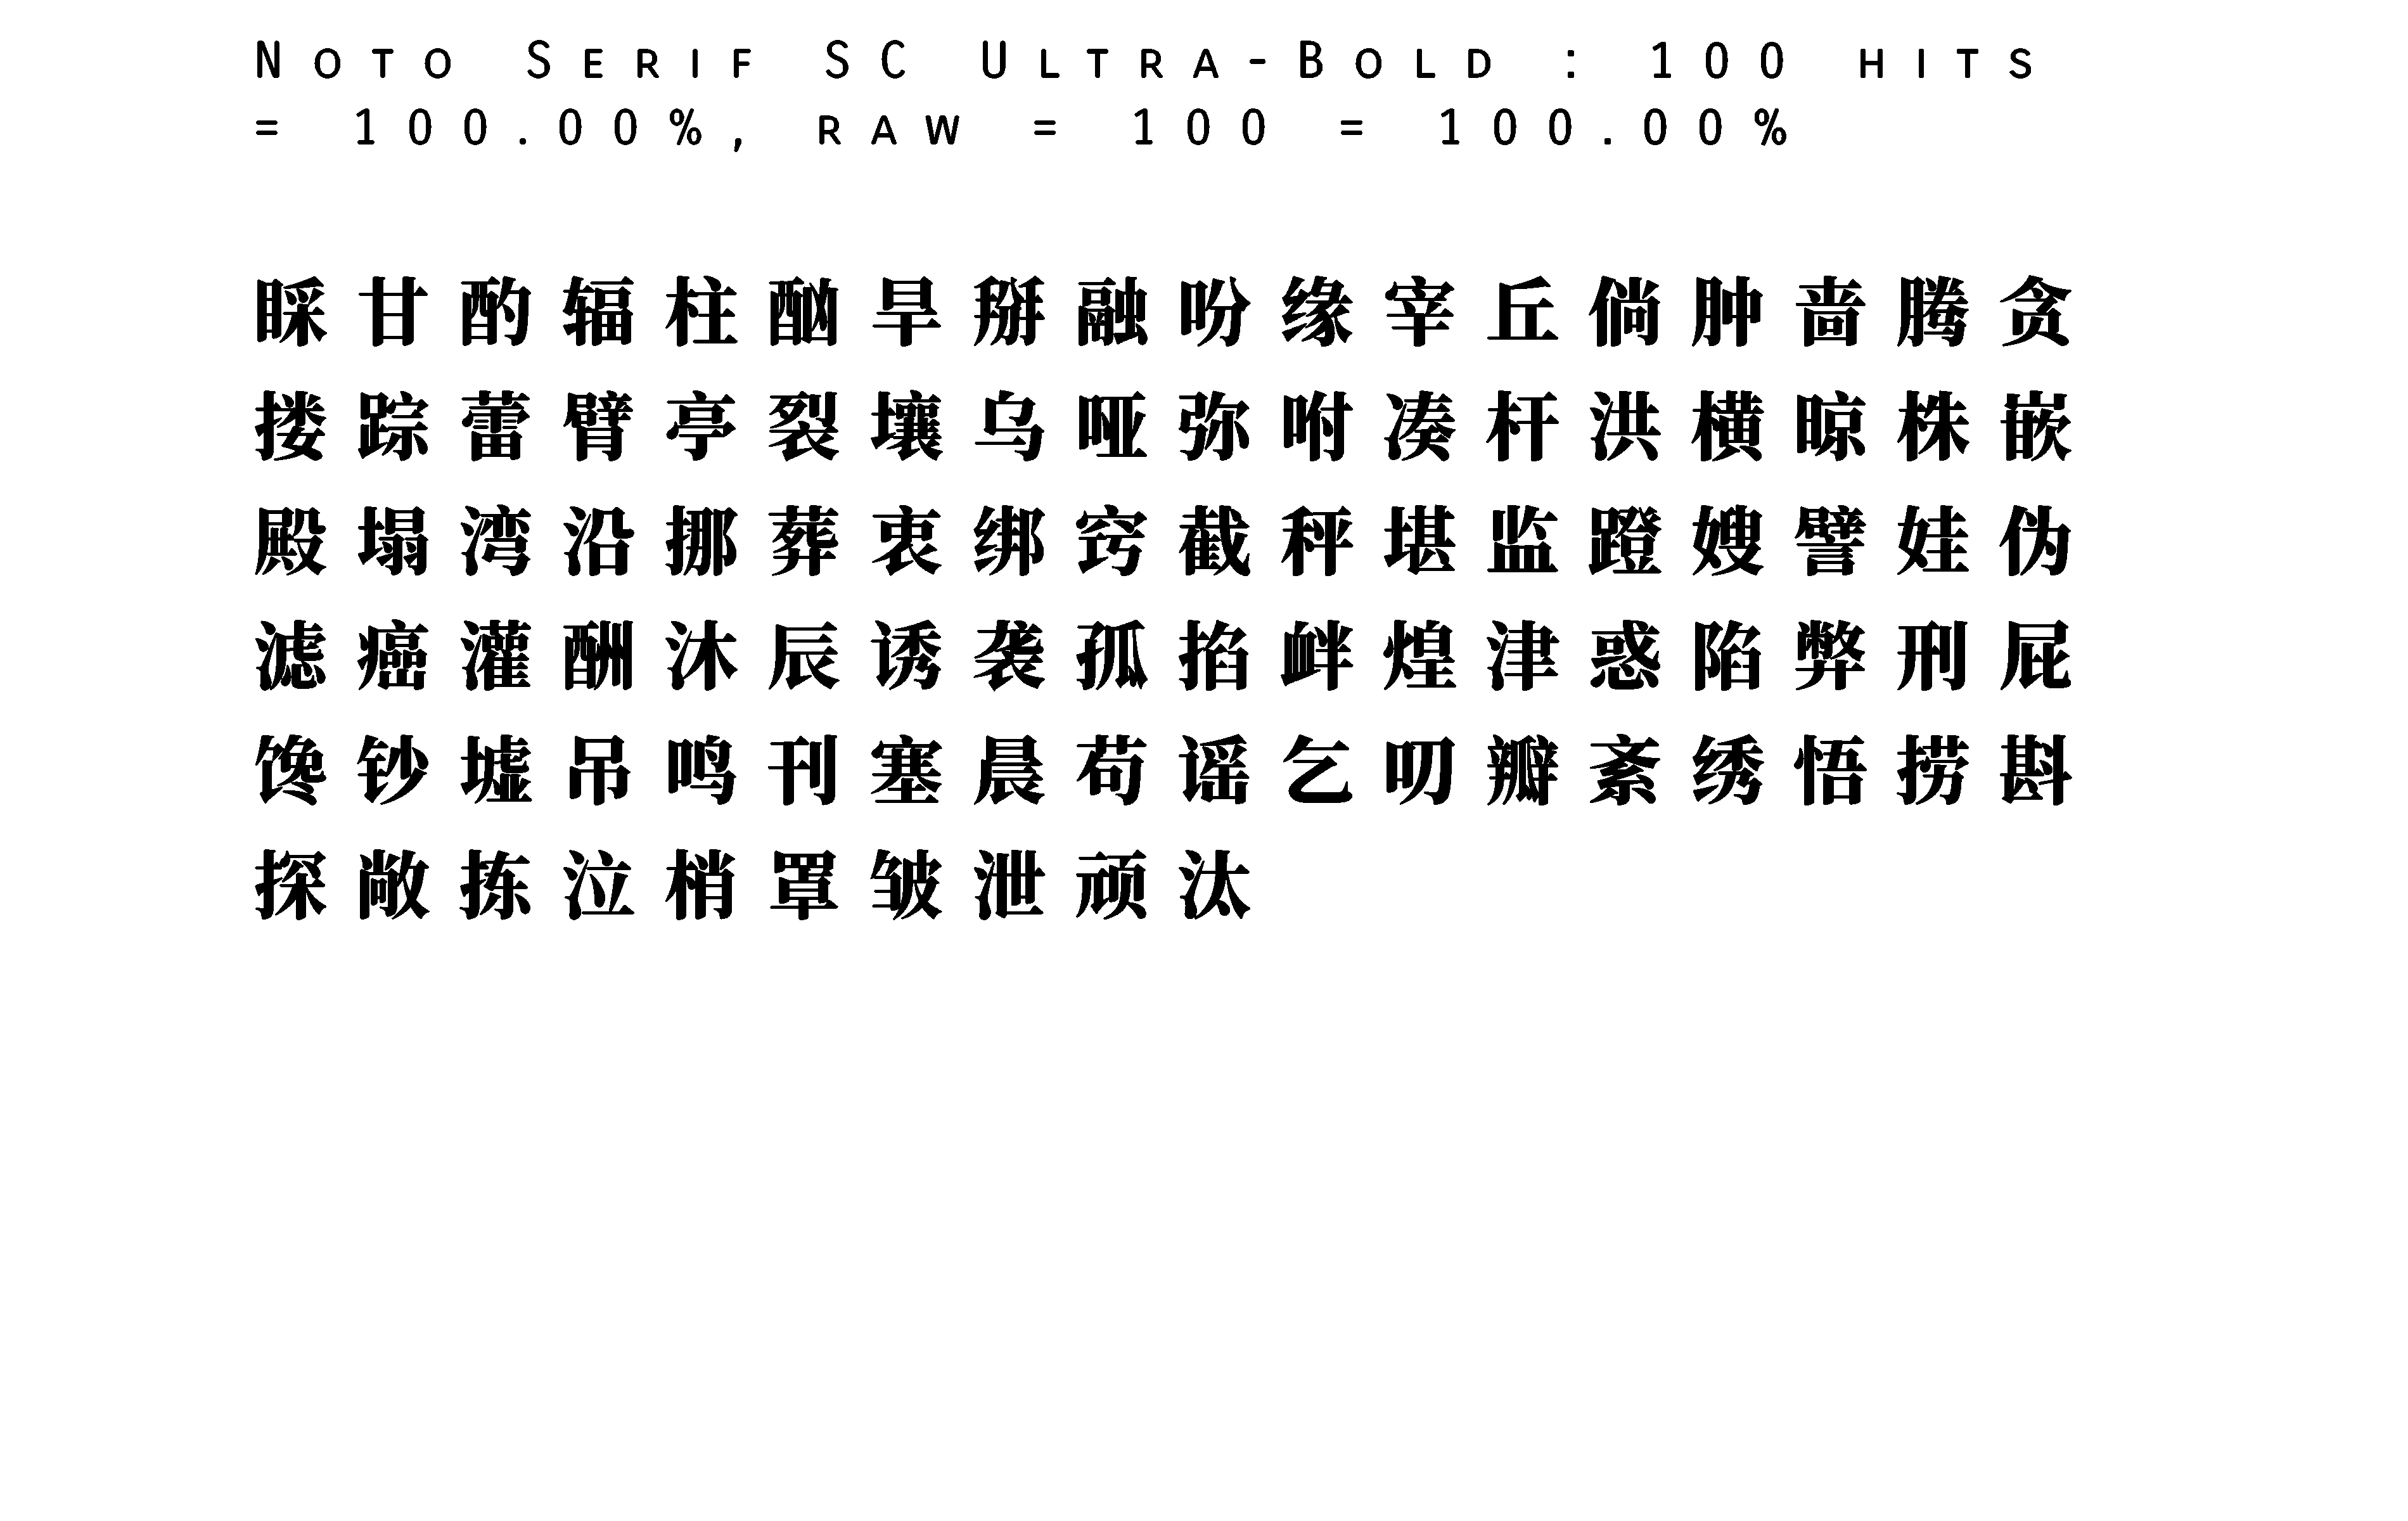 Noto Serif SC Ultra-Bold : 100 hits
= 100.00%, raw = 100 = 100.00%
睬甘酌辐柱酗旱掰融吩缘宰丘倘肿啬腾贪
搂踪蕾臂亭裂壤乌哑弥咐凑杆洪横晾株嵌
殿塌湾沿挪葬衷绑窍截秤堪监蹬嫂譬娃伪
滤癌灌酬沐辰诱袭孤掐衅煌津惑陷弊刑屁
馋钞墟吊鸣刊塞晨苟谣乞叨瓣紊绣悟捞斟
探敞拣泣梢罩皱泄顽汰